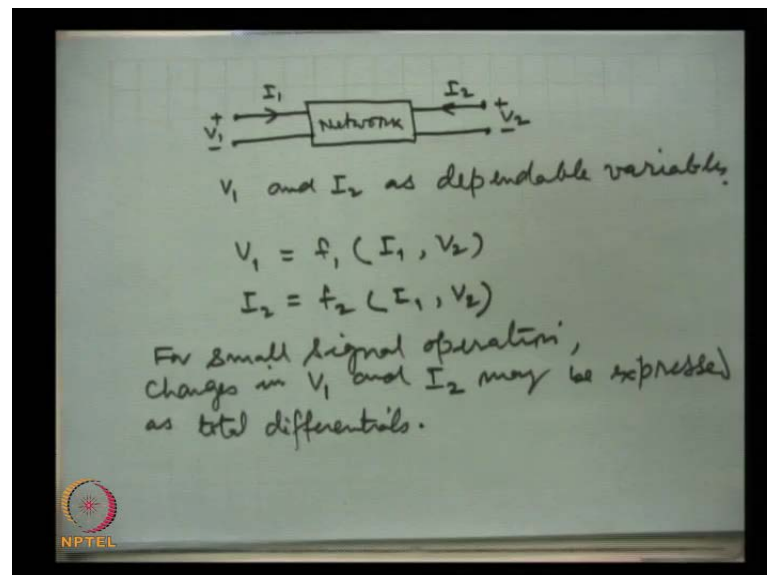 I₁ I₂
+ V₁ - Network + V₂ -
V₁ and I₂ as dependable variables.
V₁ = f₁ (I₁, V₂)
I₂ = f₂ (I₁, V₂)
For small signal operation,
changes in V₁ and I₂ may be expressed
as total differentials.
NPTEL